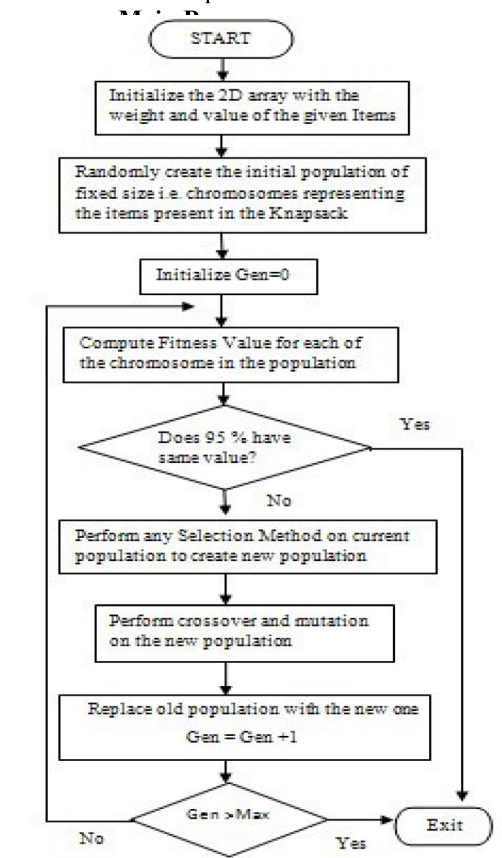 START
Initialize the 2D array with the
weight and value of the given Items
Randomly create the initial population of
fixed size i.e. chromosomes representing
the items present in the Knapsack
Initialize Gen=0
Compute Fitness Value for each of
the chromosome in the population
Does 95 % have
same value?
Yes
No
Perform any Selection Method on current
population to create new population
Perform crossover and mutation
on the new population
Replace old population with the new one
Gen = Gen +1
Gen >Max
No
Yes
Exit